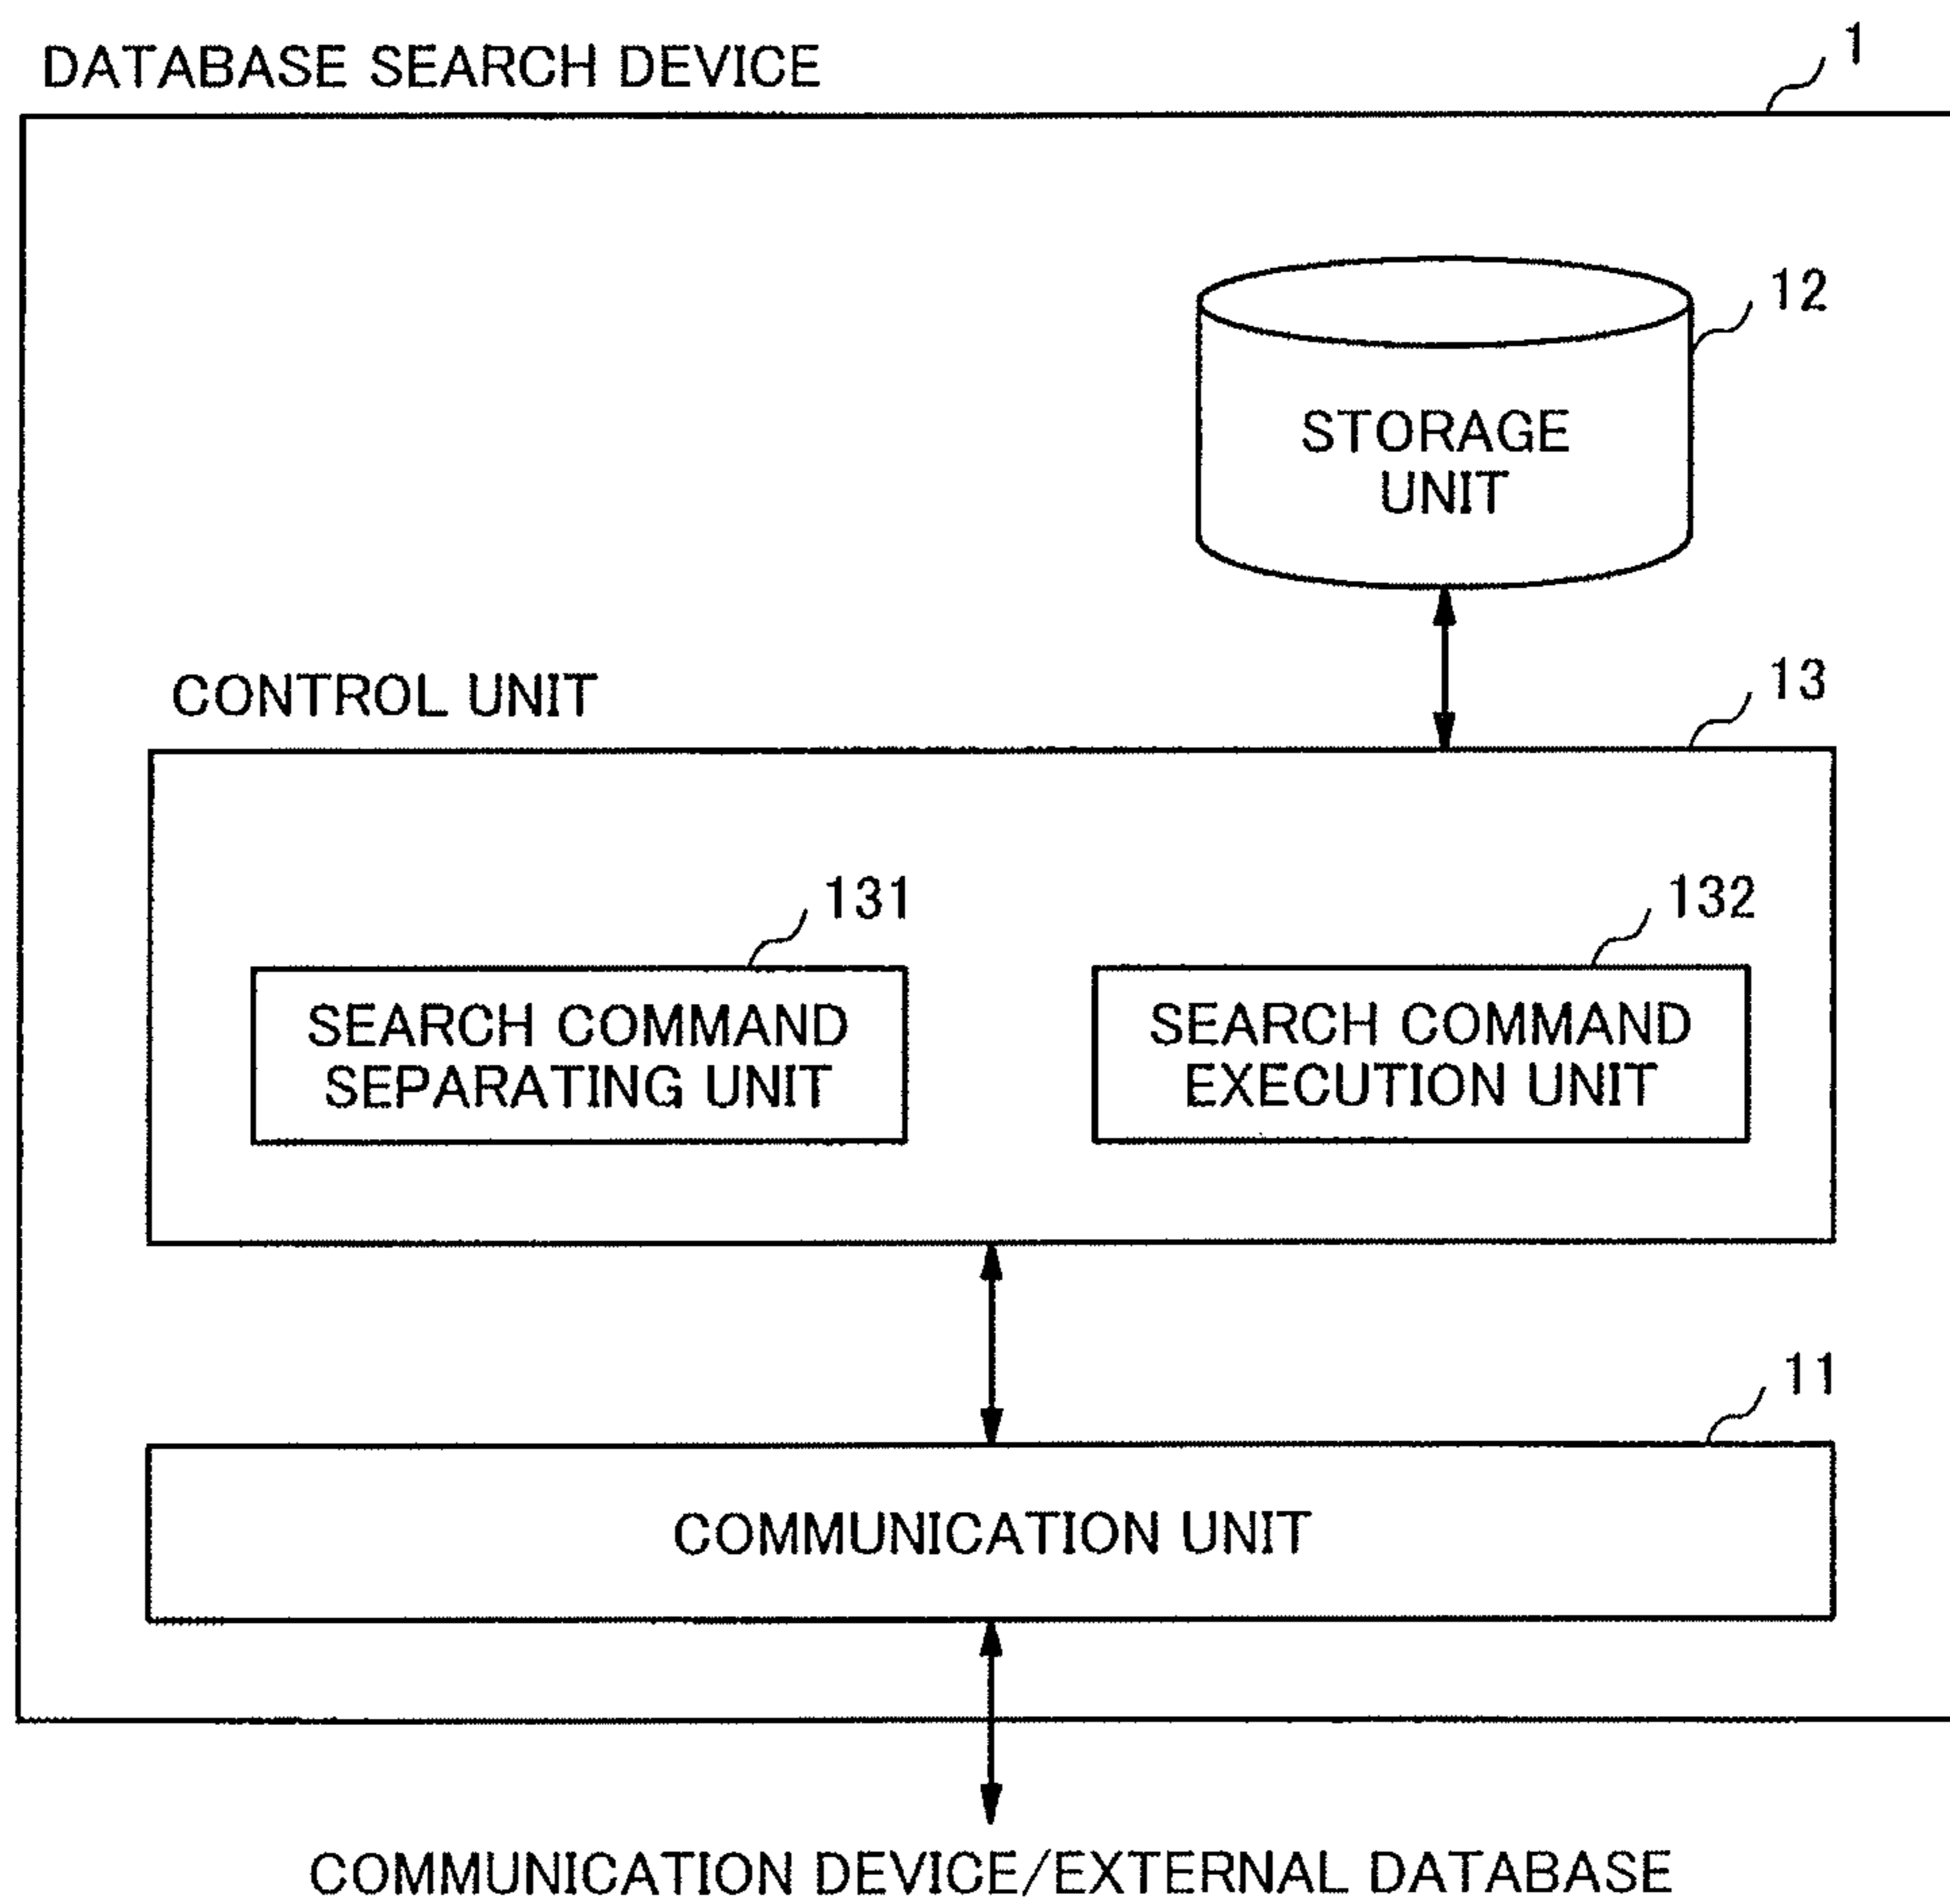 DATABASE SEARCH DEVICE
1
12
STORAGE
UNIT
CONTROL UNIT
13
131
132
SEARCH COMMAND
SEPARATING UNIT
SEARCH COMMAND
EXECUTION UNIT
11
COMMUNICATION UNIT
COMMUNICATION DEVICE/EXTERNAL DATABASE